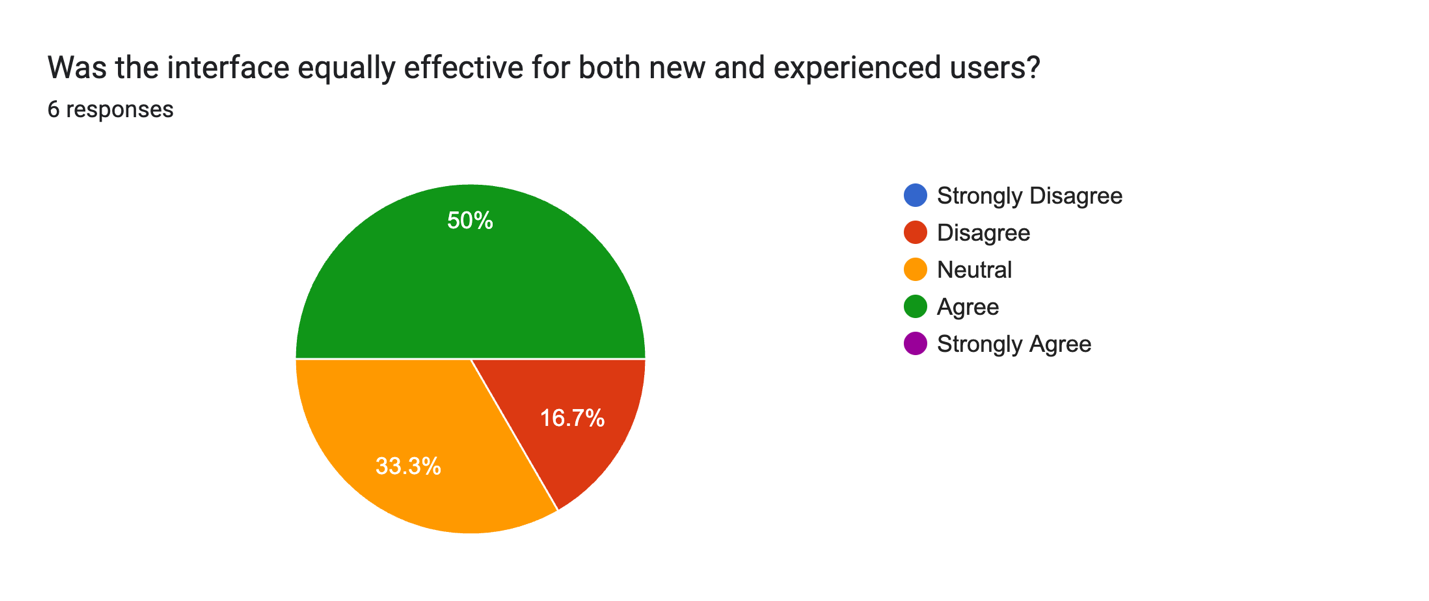 Was the interface equally effective for both new and experienced users?
6 responses
50%
16.7%
33.3%
Strongly Disagree
Disagree
Neutral
Agree
Strongly Agree